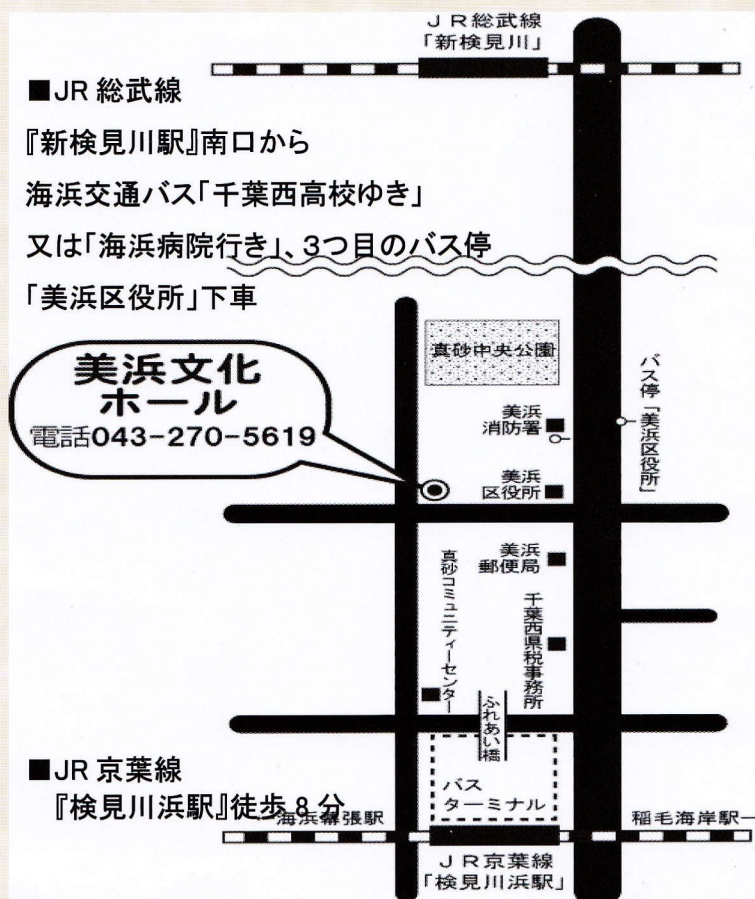 JR総武線
「新検見川」
■JR総武線
『新検見川駅』南口から
海浜交通バス「千葉西高校ゆき」
又は「海浜病院行き」、3つ目のバス停
「美浜区役所」下車
美浜文化
ホール
電話043-270-5619
真砂中央公園
美浜
消防署
バス停「美浜区役所」
美浜
区役所
美浜
郵便局
真砂コミュニティーセンター
千葉西県税事務所
ふれあい橋
■JR京葉線
『検見川浜駅』徒歩8分
バス
ターミナル
海浜幕張駅
稲毛海岸駅
JR京葉線
「検見川浜駅」